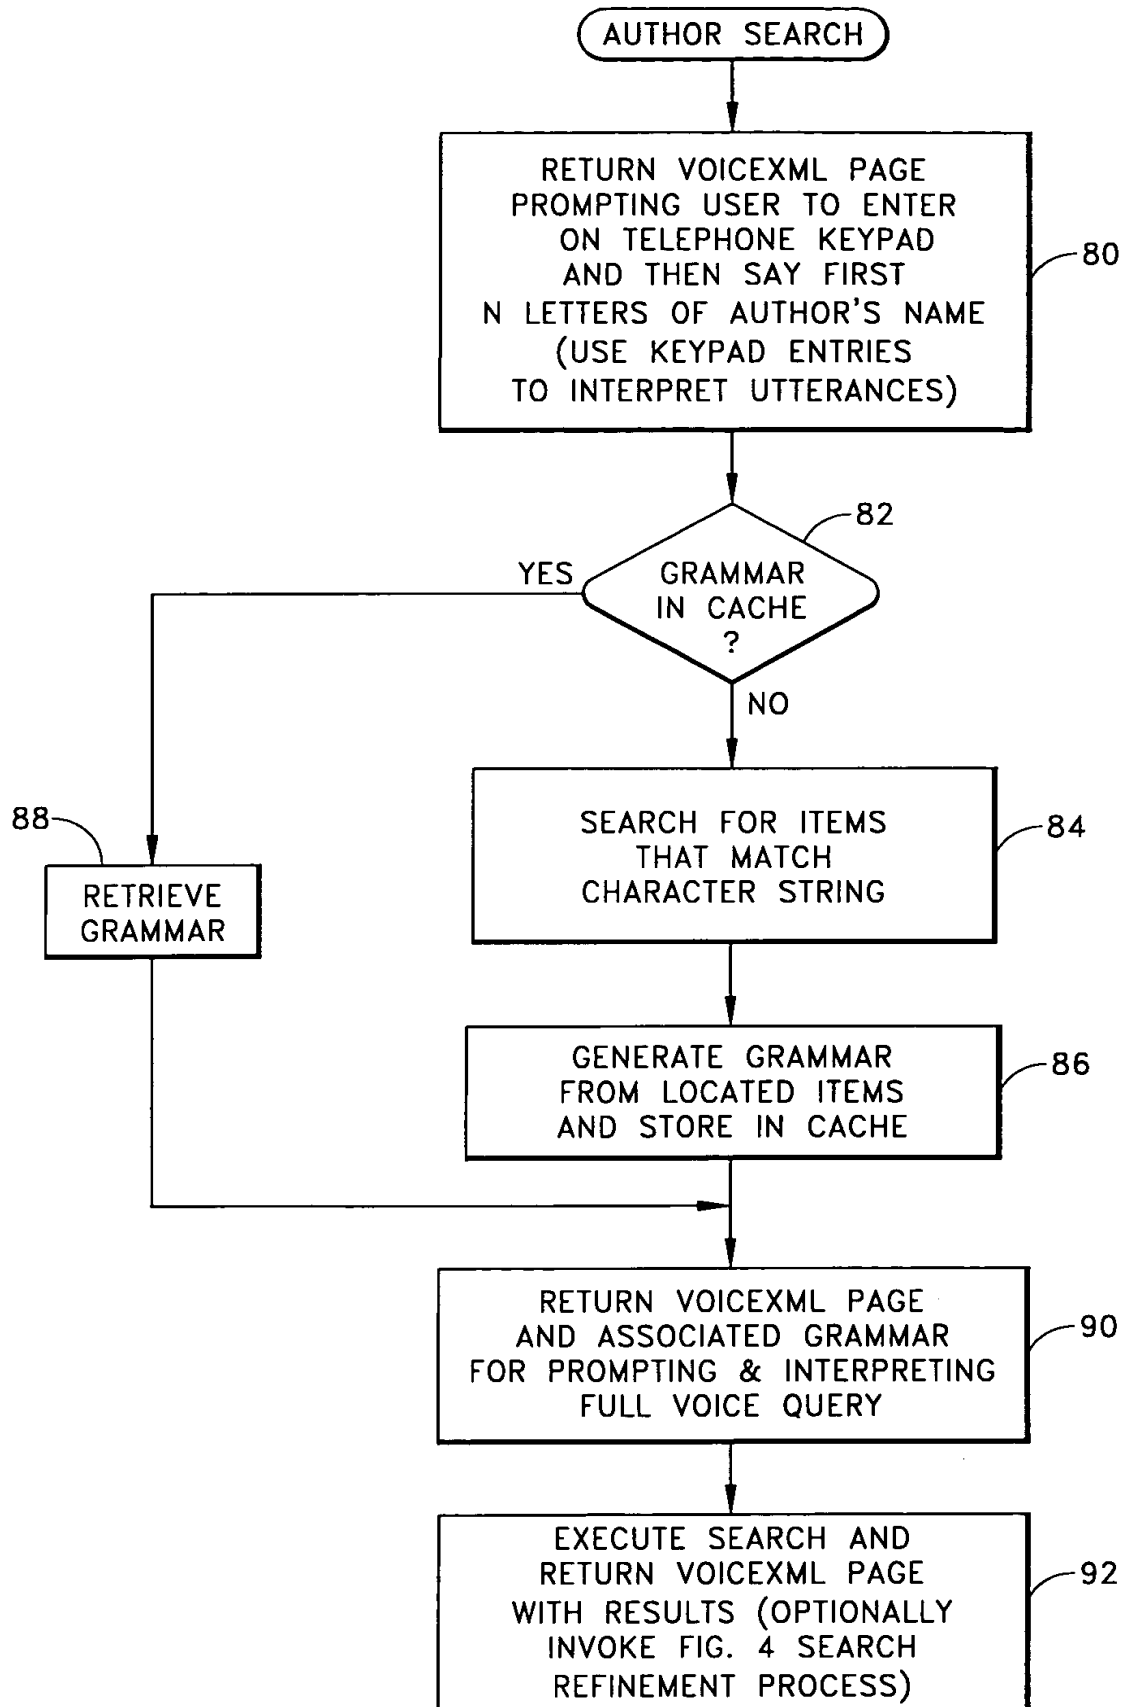 AUTHOR SEARCH
RETURN VOICEXML PAGE
PROMPTING USER TO ENTER
ON TELEPHONE KEYPAD
AND THEN SAY FIRST
N LETTERS OF AUTHOR'S NAME
(USE KEYPAD ENTRIES
TO INTERPRET UTTERANCES)
80
82
GRAMMAR
IN CACHE
?
YES
NO
88
RETRIEVE
GRAMMAR
SEARCH FOR ITEMS
THAT MATCH
CHARACTER STRING
84
GENERATE GRAMMAR
FROM LOCATED ITEMS
AND STORE IN CACHE
86
RETURN VOICEXML PAGE
AND ASSOCIATED GRAMMAR
FOR PROMPTING & INTERPRETING
FULL VOICE QUERY
90
EXECUTE SEARCH AND
RETURN VOICEXML PAGE
WITH RESULTS (OPTIONALLY
INVOKE FIG. 4 SEARCH
REFINEMENT PROCESS)
92